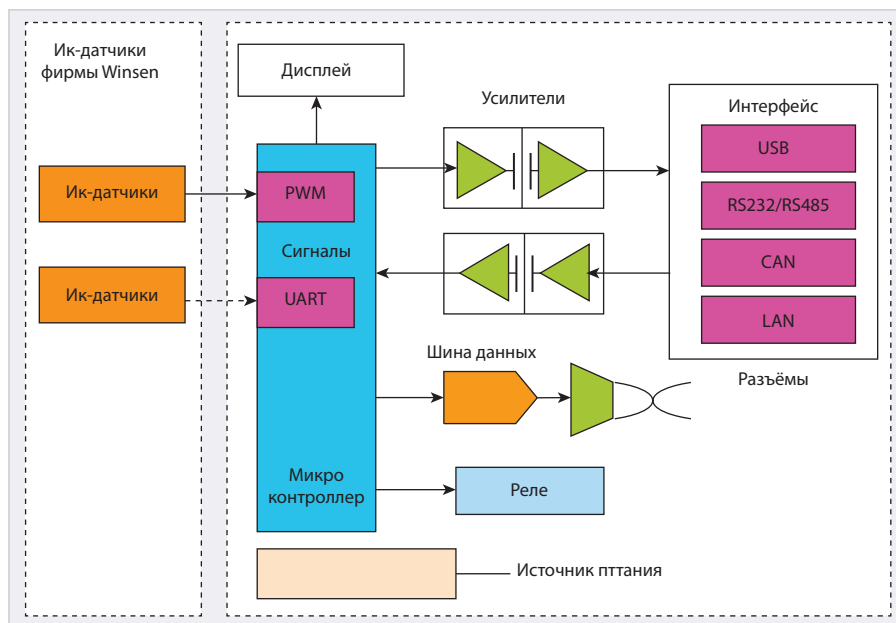 Ик-датчики
фирмы Winsen
Дисплей
Усилители
Интерфейс
USB
RS232/RS485
CAN
LAN
Ик-датчики
PWM
Сигналы
Ик-датчики
UART
Шина данных
Разъёмы
Микро
контроллер
Реле
Источник пттания